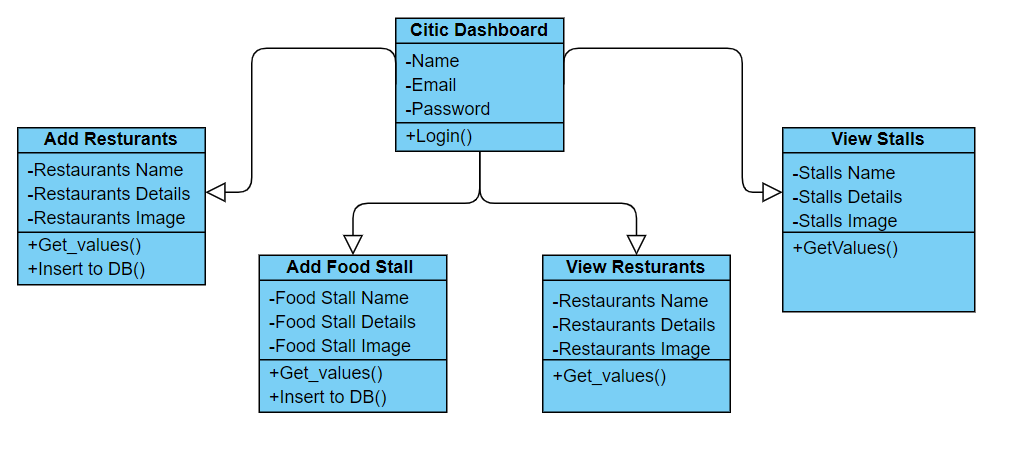 Citic Dashboard
-Name
-Email
-Password
+Login()
Add Resturants
-Restaurants Name
-Restaurants Details
-Restaurants Image
+Get_values()
+Insert to DB()
Add Food Stall
-Food Stall Name
-Food Stall Details
-Food Stall Image
+Get_values()
+Insert to DB()
View Resturants
-Restaurants Name
-Restaurants Details
-Restaurants Image
+Get_values()
View Stalls
-Stalls Name
-Stalls Details
-Stalls Image
+GetValues()